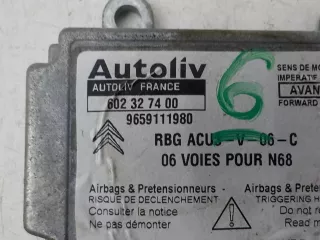 Autoliv
AUTOLIV FRANCE
602 32 74 00
9659111980
6
SENS DE MO
IMPERATIF
AVAN
FORWARD
RBG ACU3-V-06-C
06 VOIES POUR N68
Airbags & Pretensionneurs -
RISQUE DE DECLENCHEMENT
Consulter la notice
Ne pas démonter
Airbags & Pretens
TRIGGERING H
Do not re
Read m